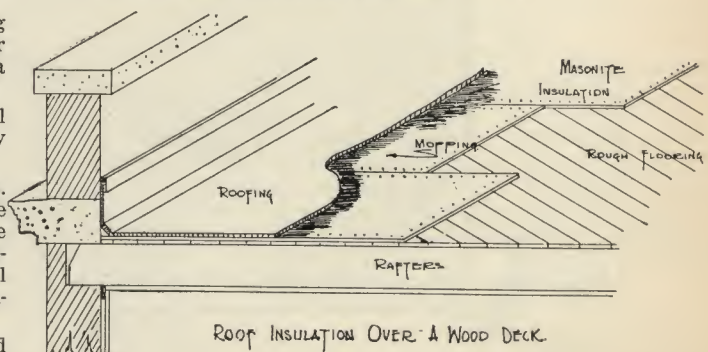 MASONITE
INSULATION
MOPPING
ROUGH FLOORING
ROOFING
RAFTERS
ROOF INSULATION OVER A WOOD DECK